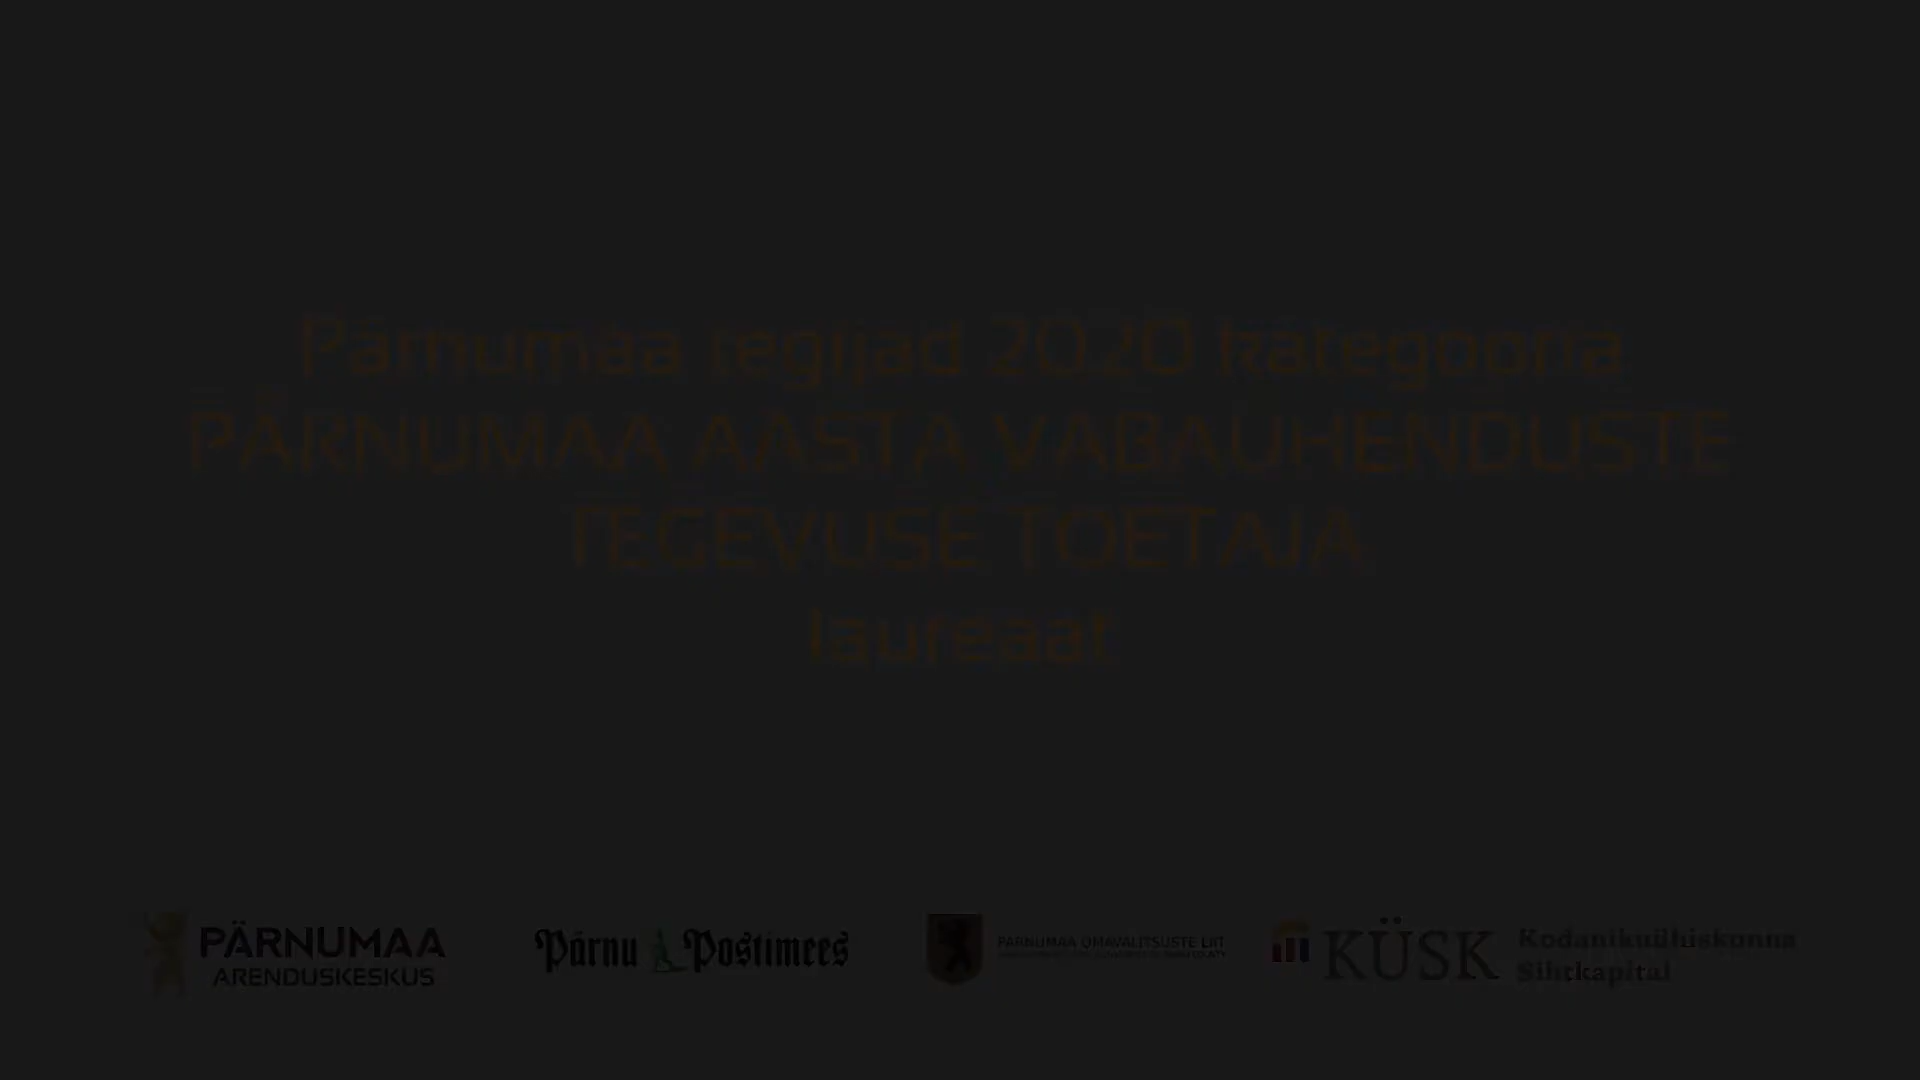 Pärnumaa tegijad 2020 kategooria
PÄRNUMAA AASTA VABAÜHENDUSTE
TEGEVUSE TOETAJA
laureaat
PÄRNUMAA
ARENDUSKESKUS
Pärnu Postimees
PÄRNUMAA OMAVALITSUSTE LIIT
KÜSK
Kodanikuühiskonna
Sihtkapital